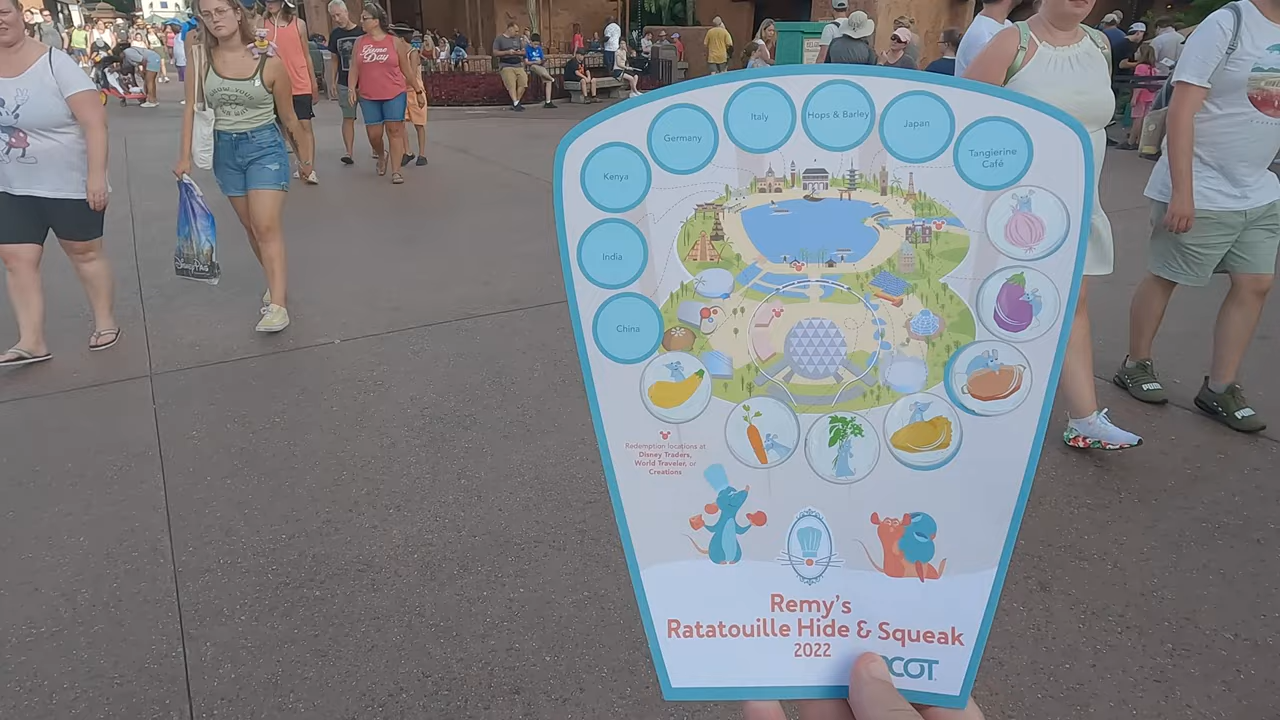 Game
Day
Italy
Hops & Barley
Germany
Japan
Tangierine
Café
Kenya
India
China
Redemption locations at
Disney Traders,
World Traveler, or
Creations
Remy's
Ratatouille Hide & Squeak
2022
PUMA